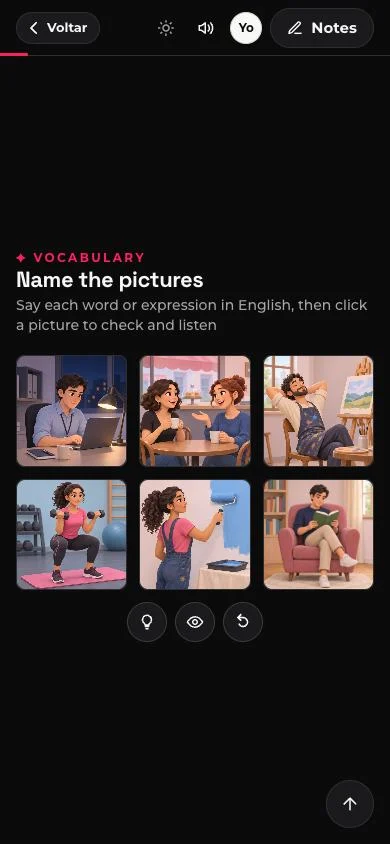 Voltar
Yo
Notes
VOCABULARY
Name the pictures
Say each word or expression in English, then click
a picture to check and listen